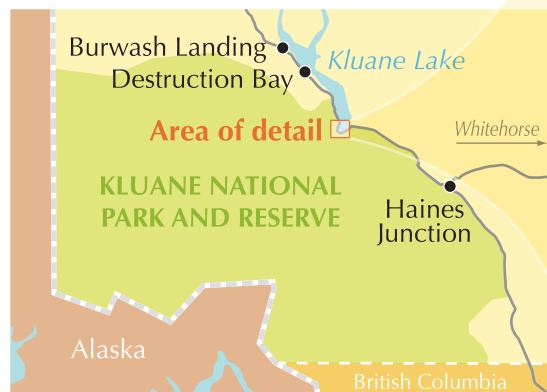 Burwash Landing
Destruction Bay
Kluane Lake
Area of detail
Whitehorse
KLUANE NATIONAL
PARK AND RESERVE
Haines
Junction
Alaska
British Columbia